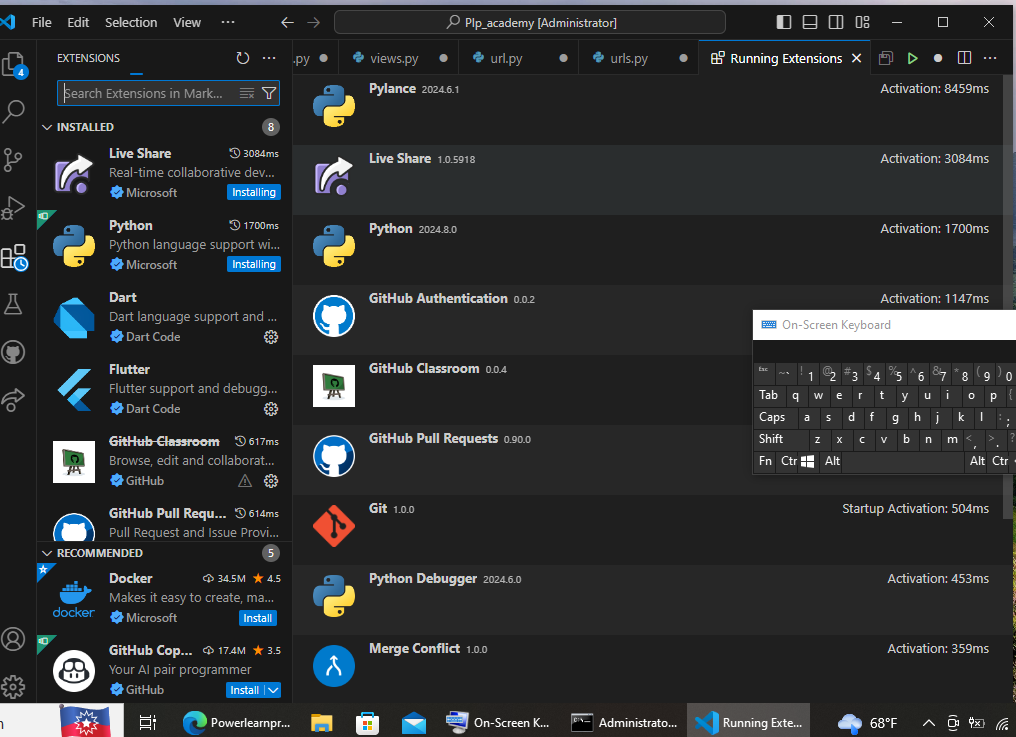 File Edit Selection View ··· Plp_academy [Administrator]
EXTENSIONS
.py views.py url.py urls.py Running Extensions
4
Search Extensions in Mark...
INSTALLED 8
Live Share 3084ms
Real-time collaborative dev...
Microsoft Installing
Python 1700ms
Python language support wi...
Microsoft Installing
Dart
Dart language support and ...
Dart Code
Flutter
Flutter support and debugg...
Dart Code
GitHub Classroom 617ms
Browse, edit and collaborat...
GitHub
GitHub Pull Requ... 614ms
Pull Request and Issue Provi...
RECOMMENDED 5
Docker 34.5M 4.5
Makes it easy to create, ma...
docker
Microsoft Install
GitHub Cop... 17.4M 3.5
Your AI pair programmer
GitHub Install
Pylance 2024.6.1 Activation: 8459ms
Live Share 1.0.5918 Activation: 3084ms
Python 2024.8.0 Activation: 1700ms
GitHub Authentication 0.0.2 Activation: 1147ms
GitHub Classroom 0.0.4
GitHub Pull Requests 0.90.0
Git 1.0.0 Startup Activation: 504ms
Python Debugger 2024.6.0 Activation: 453ms
Merge Conflict 1.0.0 Activation: 359ms
On-Screen Keyboard
Esc ~ ` ! 1 @ 2 # 3 $ 4 % 5 ^ 6 & 7 * 8 ( 9 ) 0
Tab q w e r t y u i o p {
Caps a s d f g h j k l : ;
Shift z x c v b n m < , > . ?
Fn Ctr Alt Alt Ctr
Powerlearnpr... On-Screen K... Administrato... Running Exte... 68°F